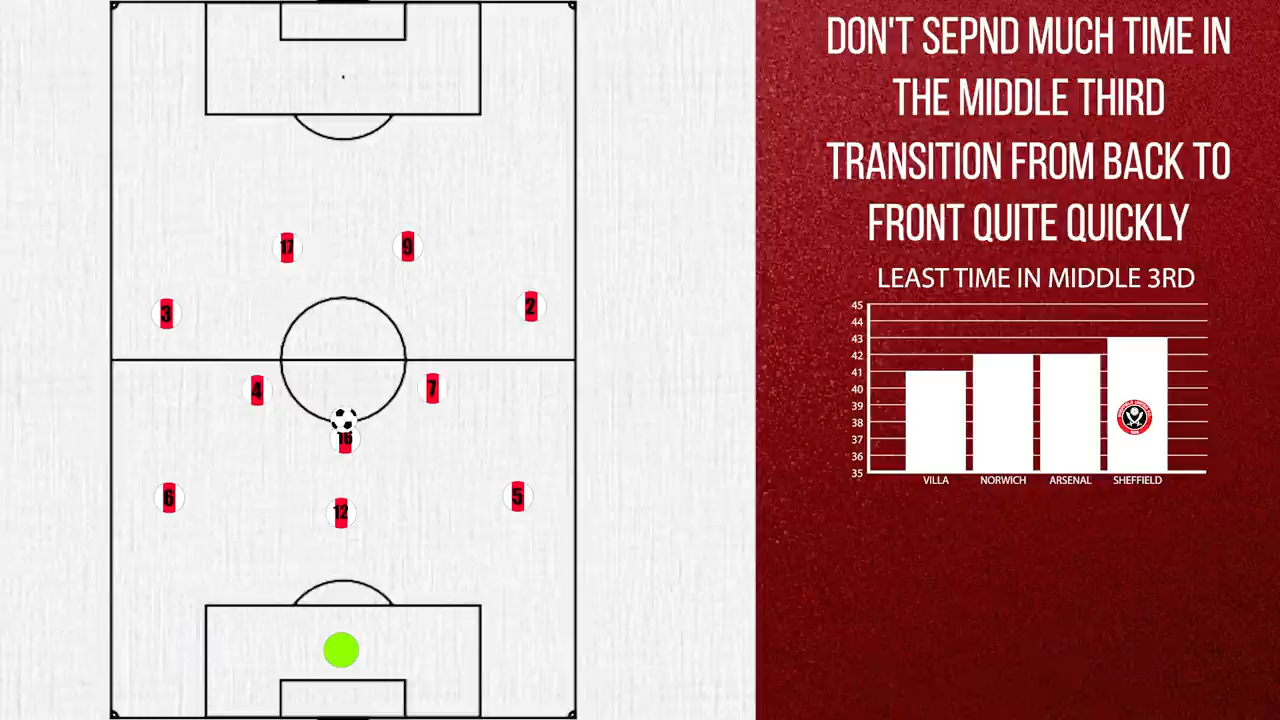 DON'T SEPND MUCH TIME IN
THE MIDDLE THIRD
TRANSITION FROM BACK TO
FRONT QUITE QUICKLY
LEAST TIME IN MIDDLE 3RD
45
44
43
42
41
40
39
38
37
36
35
VILLA NORWICH ARSENAL SHEFFIELD
17 9
3 2
4 7
16
6 5
12